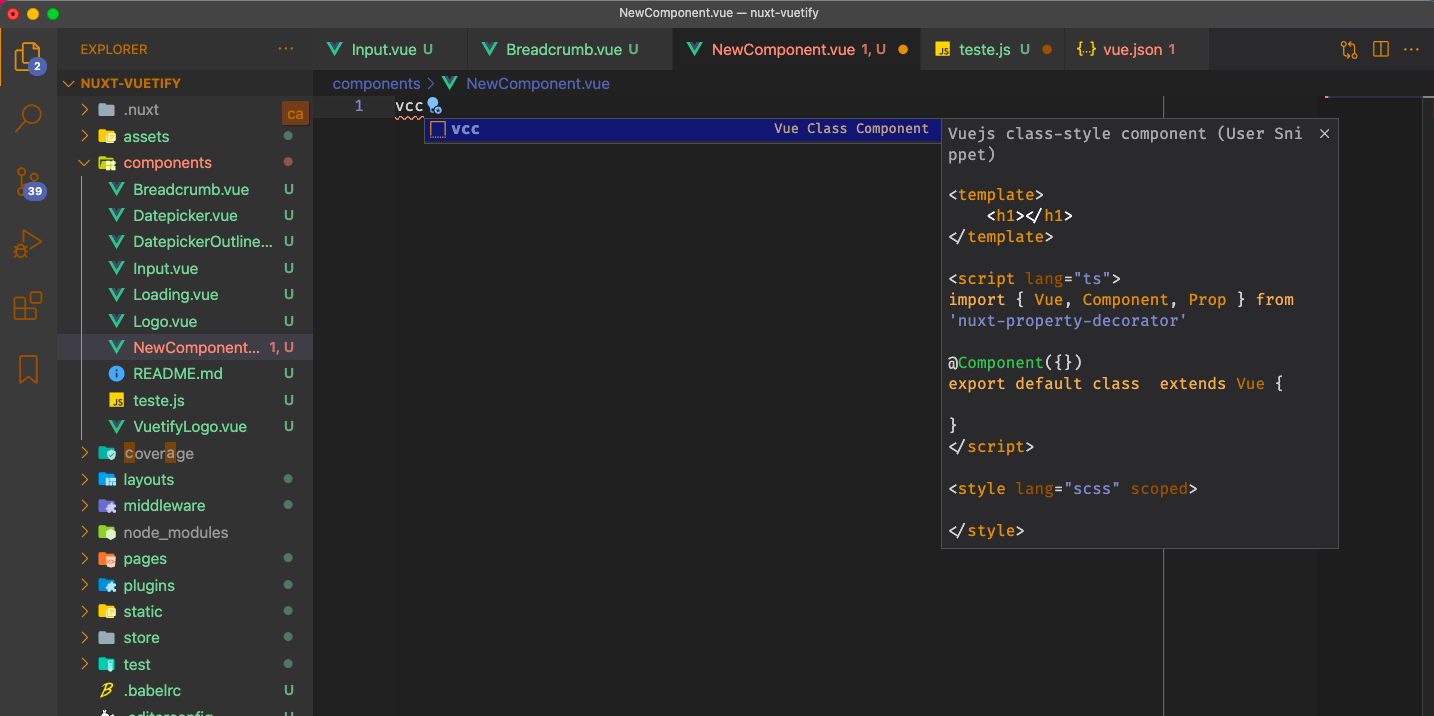 NewComponent.vue — nuxt-vuetify
EXPLORER ···
Input.vue U
Breadcrumb.vue U
NewComponent.vue 1, U
JS teste.js U
{..} vue.json 1
2
39
NUXT-VUETIFY
.nuxt
ca
assets
components
Breadcrumb.vue U
Datepicker.vue U
DatepickerOutline... U
Input.vue U
Loading.vue U
Logo.vue U
NewComponent... 1, U
README.md U
JS teste.js U
VuetifyLogo.vue U
coverage
layouts
middleware
node_modules
pages
plugins
static
store
test
.babelrc U
.editorconfig U
components > NewComponent.vue
1 vcc
vcc Vue Class Component
Vuejs class-style component (User Sni
ppet)
<template>
<h1></h1>
</template>
<script lang="ts">
import { Vue, Component, Prop } from
'nuxt-property-decorator'
@Component({})
export default class extends Vue {
}
</script>
<style lang="scss" scoped>
</style>